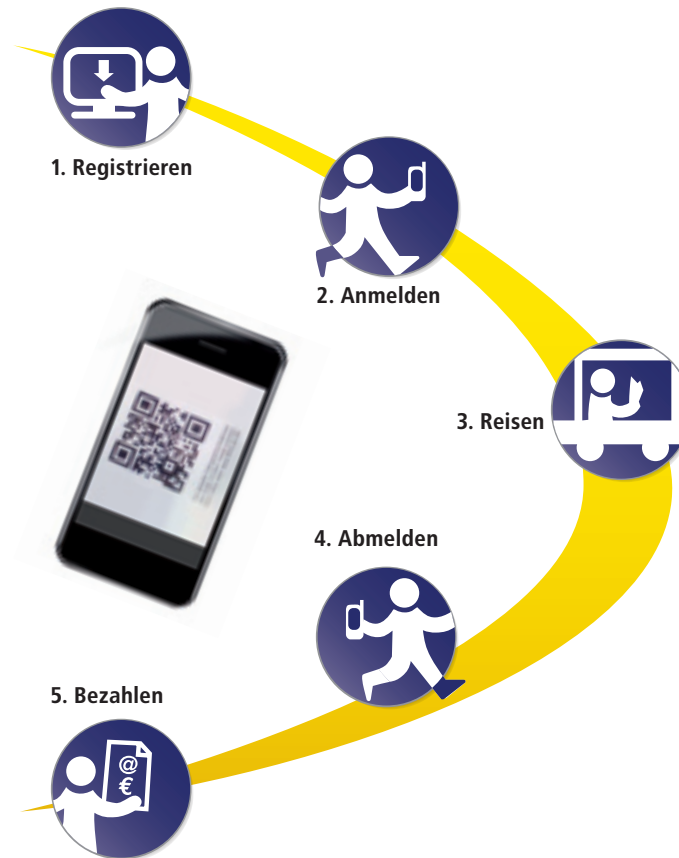 1. Registrieren
2. Anmelden
3. Reisen
4. Abmelden
5. Bezahlen
@
€